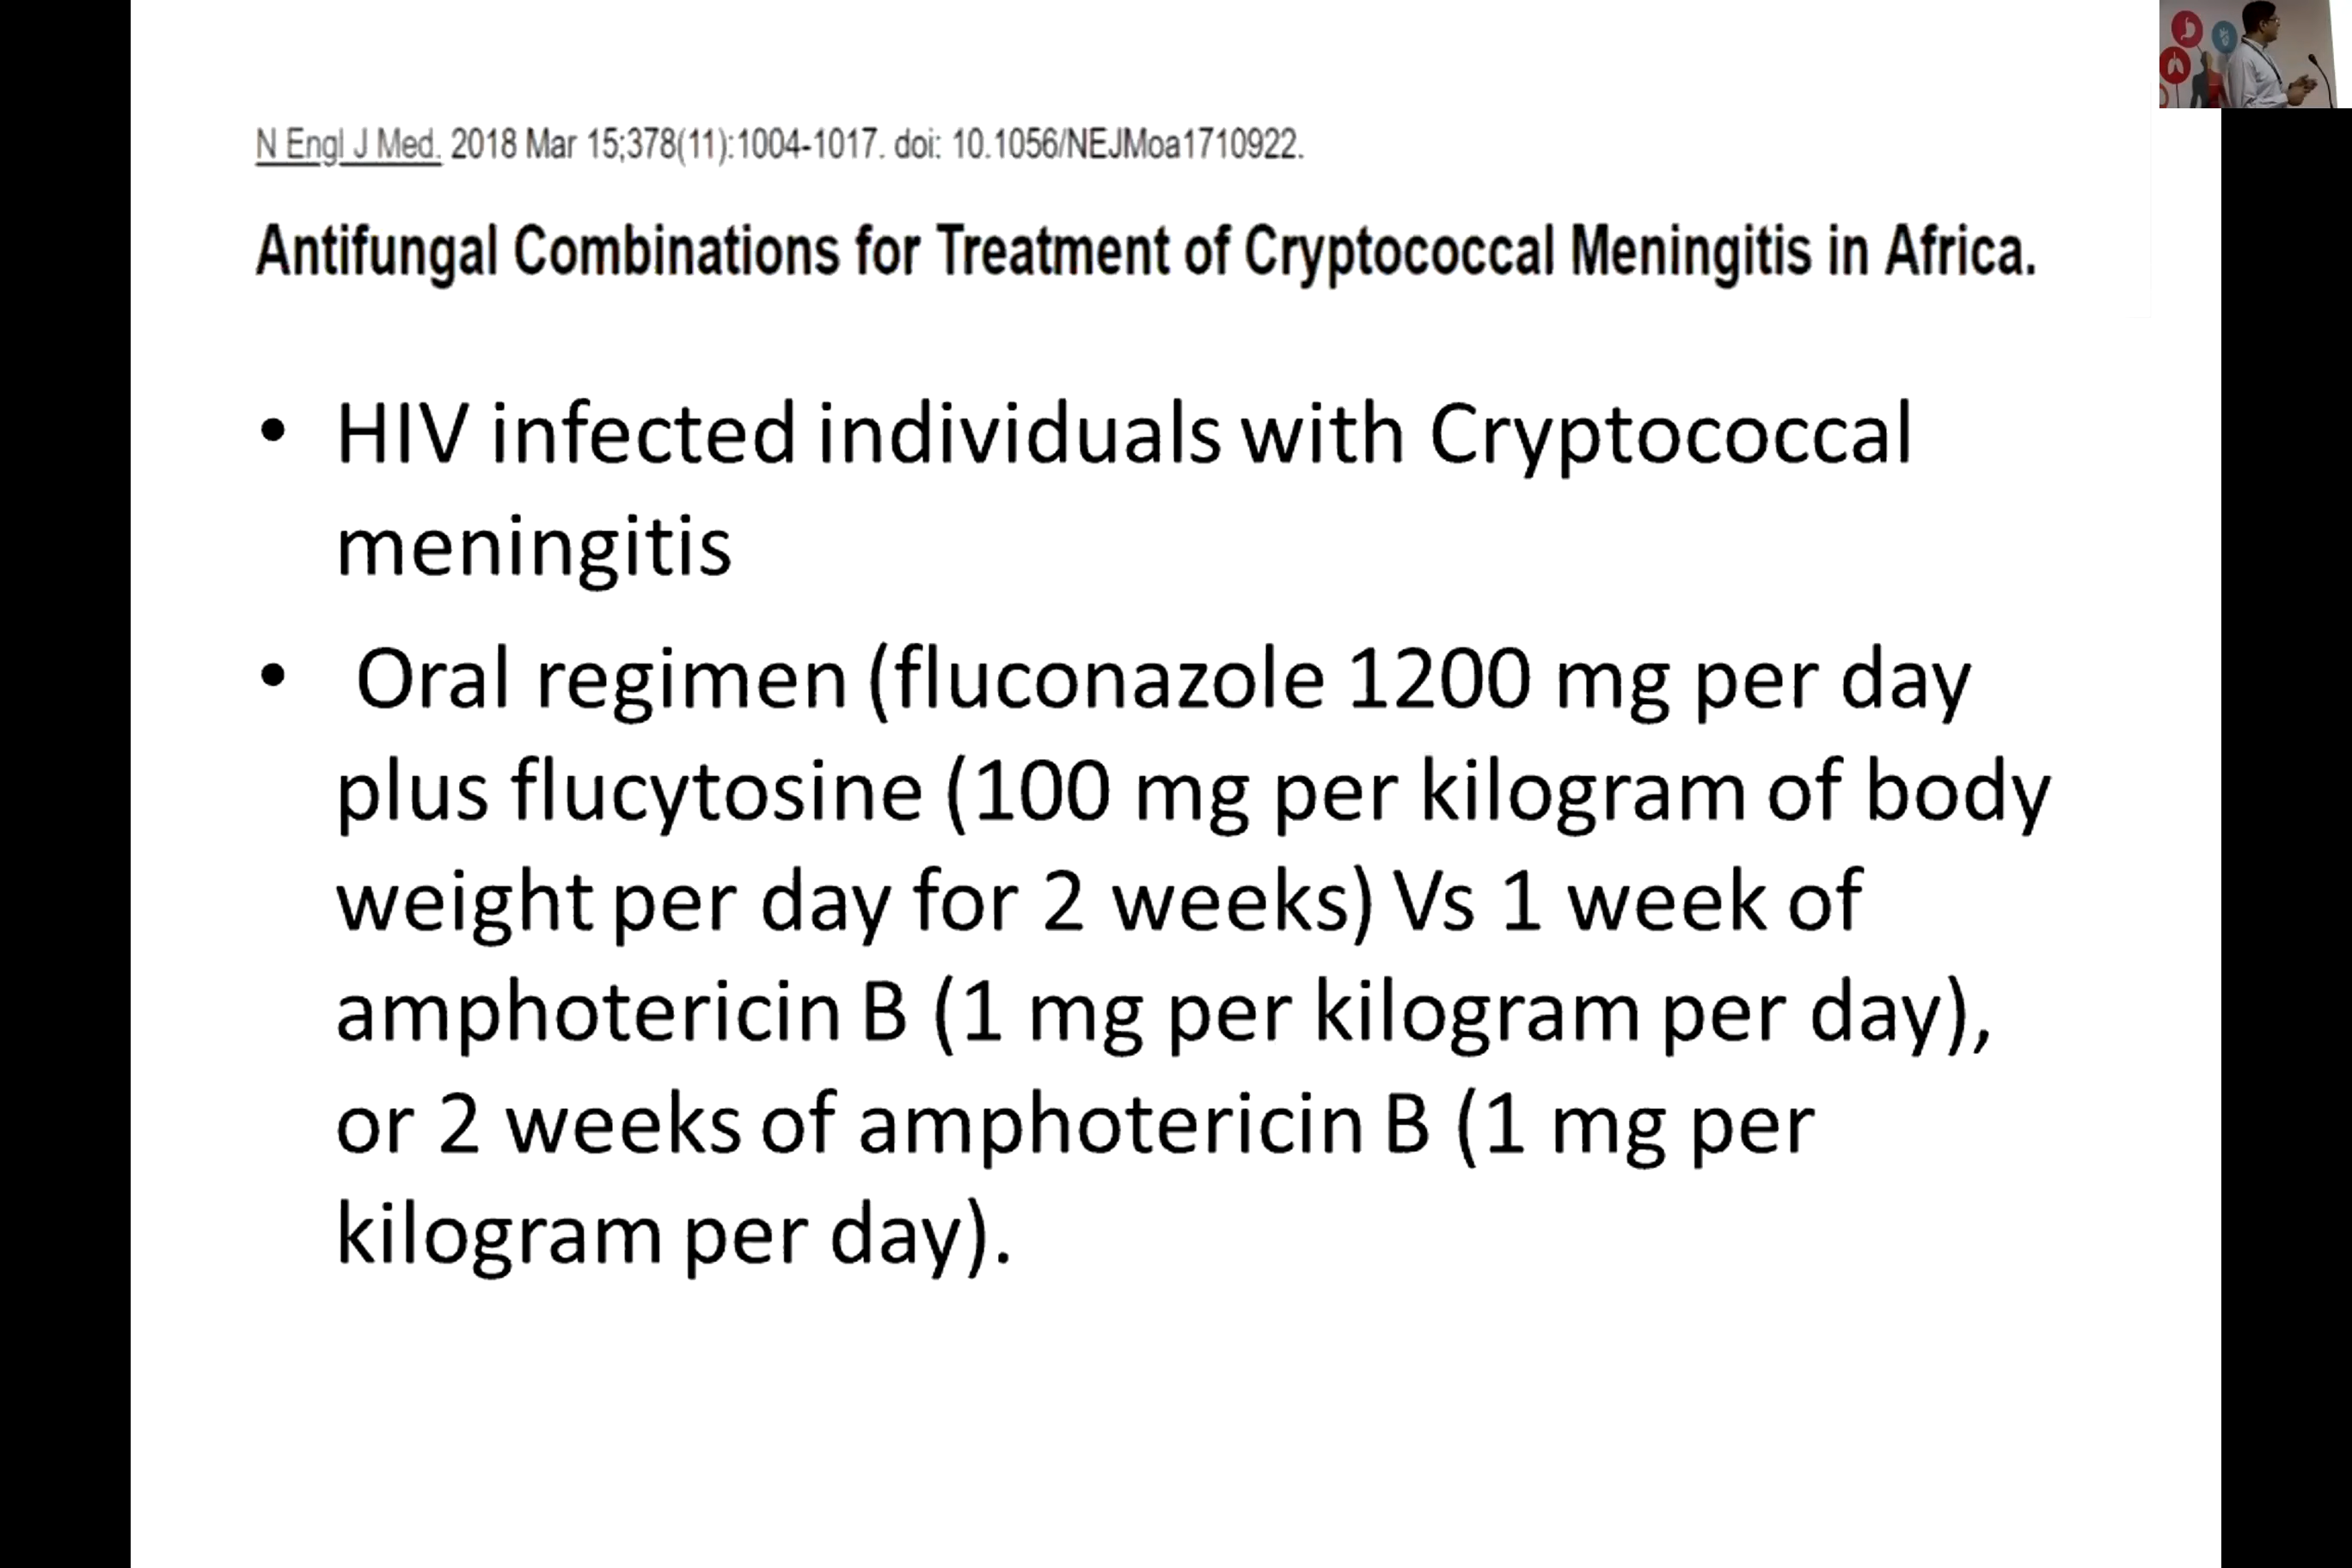 N Engl J Med. 2018 Mar 15;378(11):1004-1017. doi: 10.1056/NEJMoa1710922.
Antifungal Combinations for Treatment of Cryptococcal Meningitis in Africa.
• HIV infected individuals with Cryptococcal
meningitis
• Oral regimen (fluconazole 1200 mg per day
plus flucytosine (100 mg per kilogram of body
weight per day for 2 weeks) Vs 1 week of
amphotericin B (1 mg per kilogram per day),
or 2 weeks of amphotericin B (1 mg per
kilogram per day).